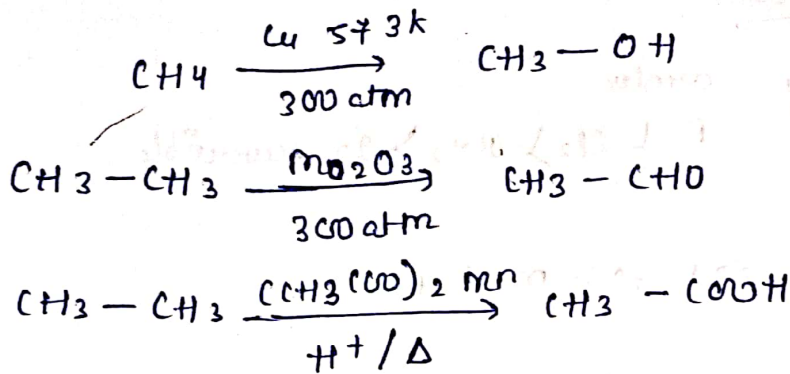 CH4 Cu 573k CH3 — OH
300 atm
CH3 — CH3 Mo2O3 CH3 — CHO
300 atm
CH3 — CH3 (CH3COO)2 mn CH3 — COOH
H+/Δ